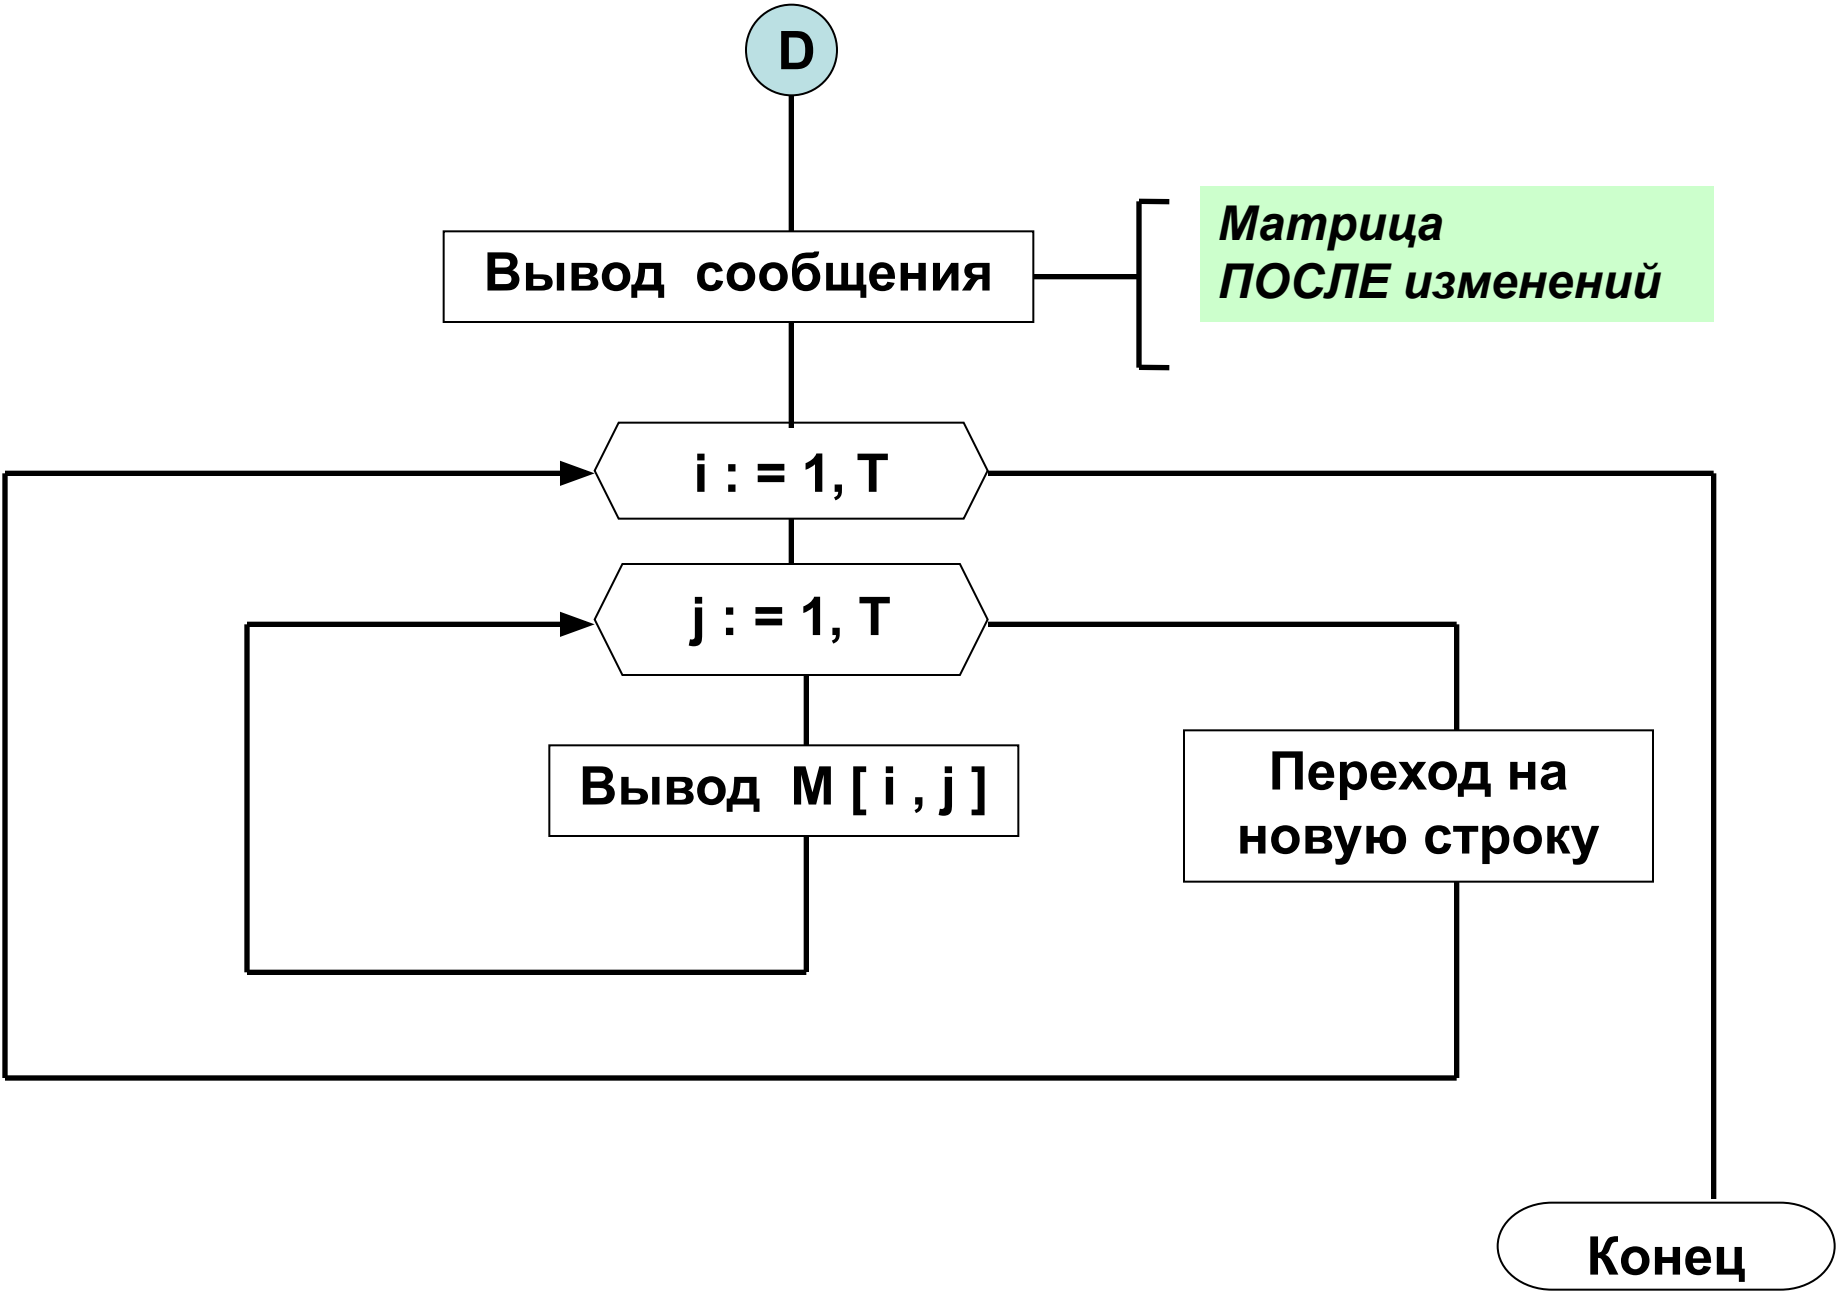 D
Вывод сообщения
Матрица
ПОСЛЕ изменений
i : = 1, T
j : = 1, T
Вывод M [ i , j ]
Переход на
новую строку
Конец